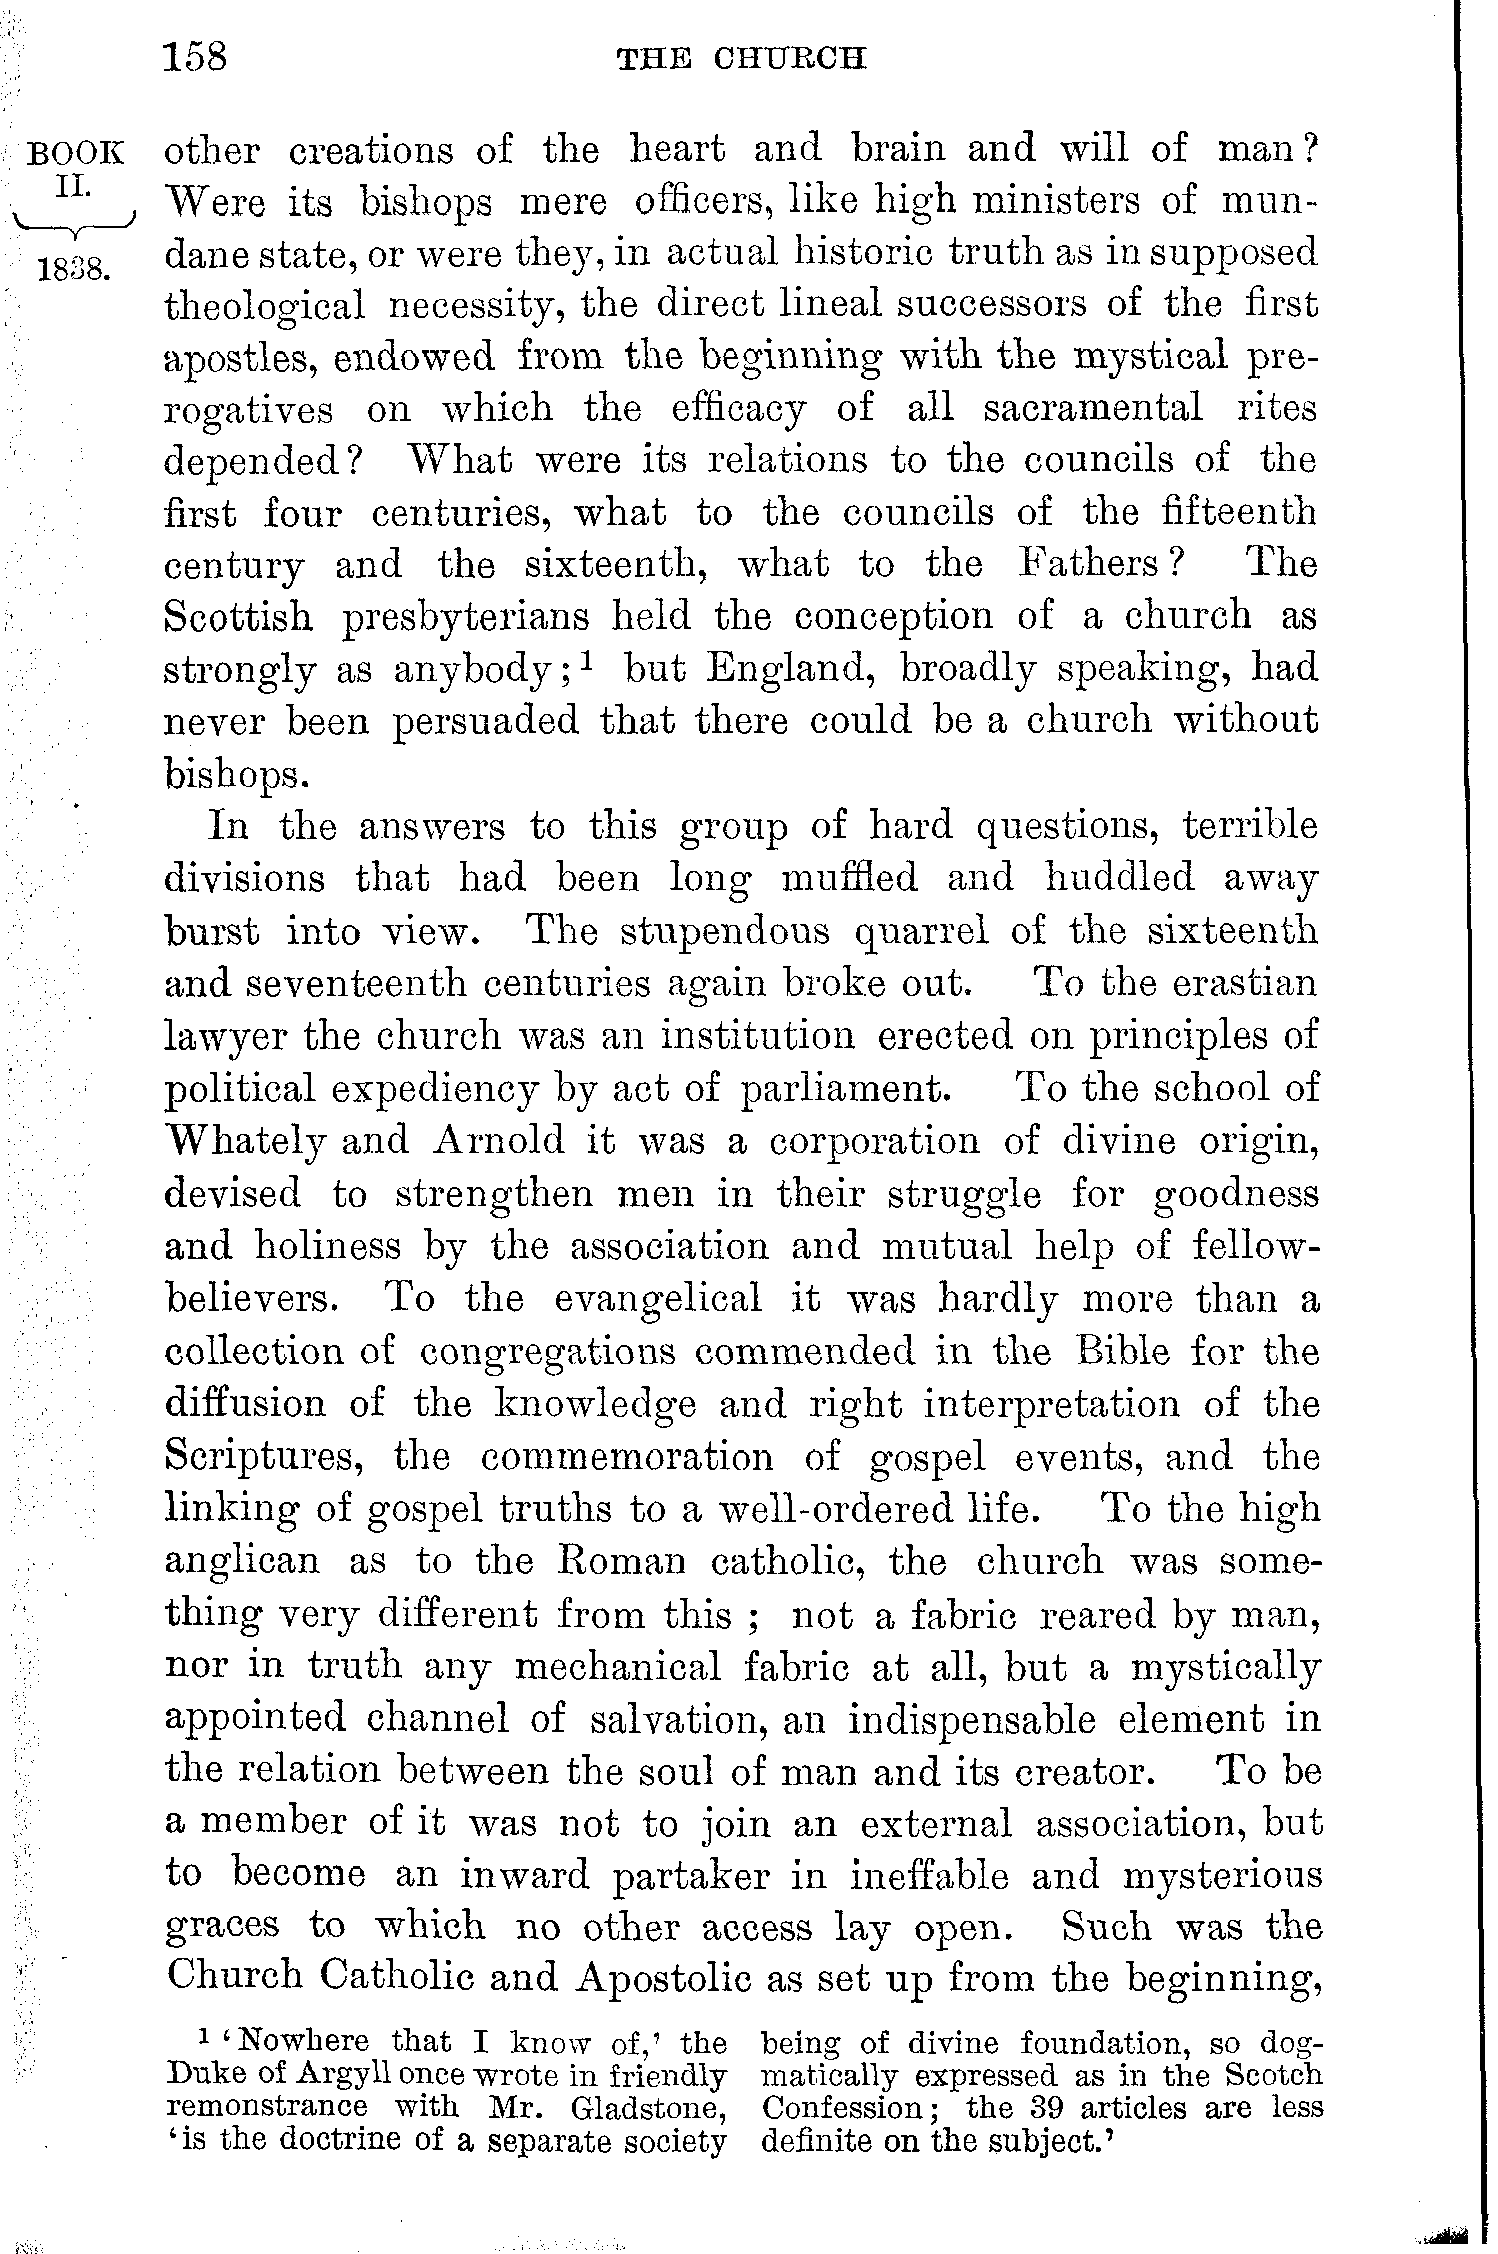 158 THE CHURCH
BOOK
II.
1838.
other creations of the heart and brain and will of man?
Were its bishops mere officers, like high ministers of mun-
dane state, or were they, in actual historic truth as in supposed
theological necessity, the direct lineal successors of the first
apostles, endowed from the beginning with the mystical pre-
rogatives on which the efficacy of all sacramental rites
depended? What were its relations to the councils of the
first four centuries, what to the councils of the fifteenth
century and the sixteenth, what to the Fathers? The
Scottish presbyterians held the conception of a church as
strongly as anybody;¹ but England, broadly speaking, had
never been persuaded that there could be a church without
bishops.
In the answers to this group of hard questions, terrible
divisions that had been long muffled and huddled away
burst into view. The stupendous quarrel of the sixteenth
and seventeenth centuries again broke out. To the erastian
lawyer the church was an institution erected on principles of
political expediency by act of parliament. To the school of
Whately and Arnold it was a corporation of divine origin,
devised to strengthen men in their struggle for goodness
and holiness by the association and mutual help of fellow-
believers. To the evangelical it was hardly more than a
collection of congregations commended in the Bible for the
diffusion of the knowledge and right interpretation of the
Scriptures, the commemoration of gospel events, and the
linking of gospel truths to a well-ordered life. To the high
anglican as to the Roman catholic, the church was some-
thing very different from this ; not a fabric reared by man,
nor in truth any mechanical fabric at all, but a mystically
appointed channel of salvation, an indispensable element in
the relation between the soul of man and its creator. To be
a member of it was not to join an external association, but
to become an inward partaker in ineffable and mysterious
graces to which no other access lay open. Such was the
Church Catholic and Apostolic as set up from the beginning,
¹ 'Nowhere that I know of,' the
Duke of Argyll once wrote in friendly
remonstrance with Mr. Gladstone,
'is the doctrine of a separate society
being of divine foundation, so dog-
matically expressed as in the Scotch
Confession; the 39 articles are less
definite on the subject.'